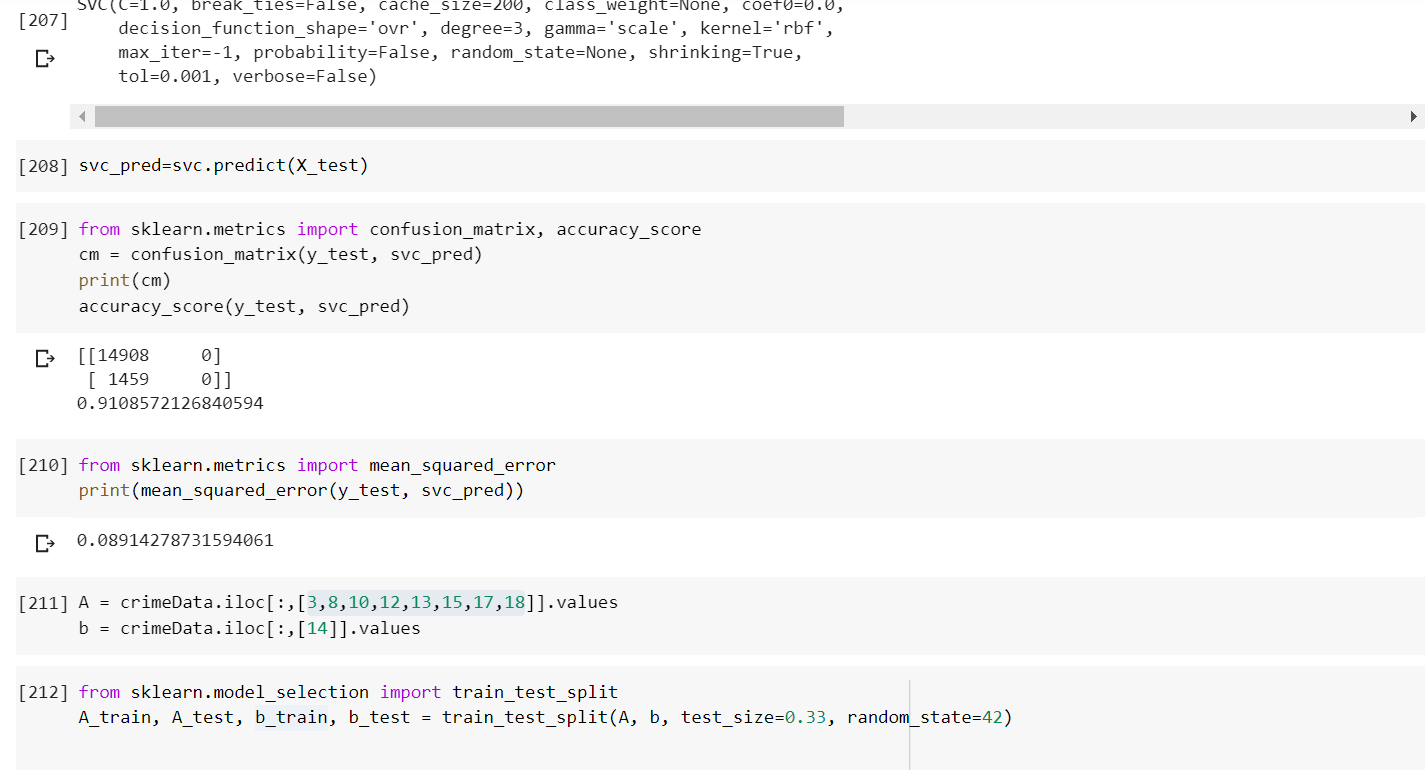 SVC(C=1.0, break_ties=False, cache_size=200, class_weight=None, coef0=0.0,
[207]
decision_function_shape='ovr', degree=3, gamma='scale', kernel='rbf',
max_iter=-1, probability=False, random_state=None, shrinking=True,
tol=0.001, verbose=False)
[208] svc_pred=svc.predict(X_test)
[209] from sklearn.metrics import confusion_matrix, accuracy_score
cm = confusion_matrix(y_test, svc_pred)
print(cm)
accuracy_score(y_test, svc_pred)
[[14908     0]
 [ 1459     0]]
0.9108572126840594
[210] from sklearn.metrics import mean_squared_error
print(mean_squared_error(y_test, svc_pred))
0.08914278731594061
[211] A = crimeData.iloc[:,[3,8,10,12,13,15,17,18]].values
b = crimeData.iloc[:,[14]].values
[212] from sklearn.model_selection import train_test_split
A_train, A_test, b_train, b_test = train_test_split(A, b, test_size=0.33, random_state=42)